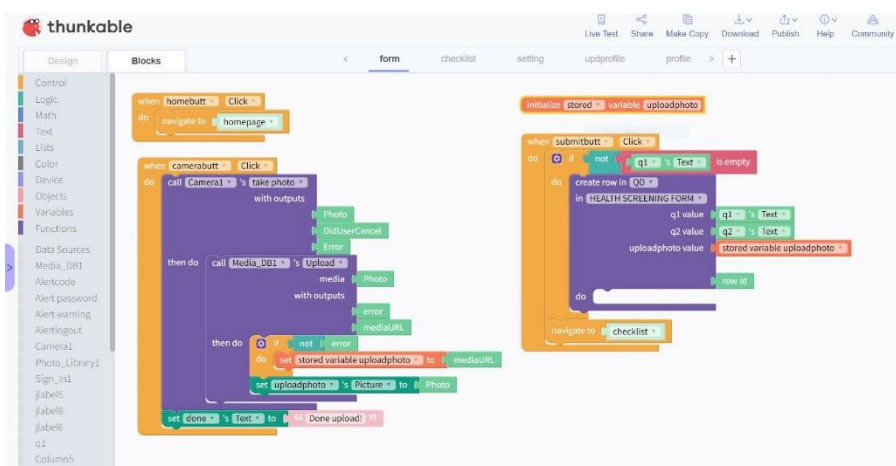 thunkable
Live Test Share Make Copy Download Publish Help Community
Design Blocks < form checklist setting updprofile profile > +
Control
Logic
Math
Text
Lists
Color
Device
Objects
Variables
Functions
Data Sources
Media_DB1
Alertcode
Alert password
Alert warning
Alertlogout
Camera1
Photo_Library1
Sign_In1
jlabel5
jlabel8
jlabel6
q1
Column5
when homebutt Click
do navigate to homepage
when camerabutt Click
do call Camera1 's take photo
with outputs
Photo
DidUserCancel
Error
then do call Media_DB1 's Upload
media Photo
with outputs
error
mediaURL
then do if not error
do set stored variable uploadphoto to mediaURL
set uploadphoto 's Picture to Photo
set done 's Text to “ Done upload! ”
initialize stored variable uploadphoto
when submitbutt Click
do if not q1 's Text is empty
do create row in QD
in HEALTH SCREENING FORM
q1 value q1 's Text
q2 value q2 's Text
uploadphoto value stored variable uploadphoto
row id
do
navigate to checklist